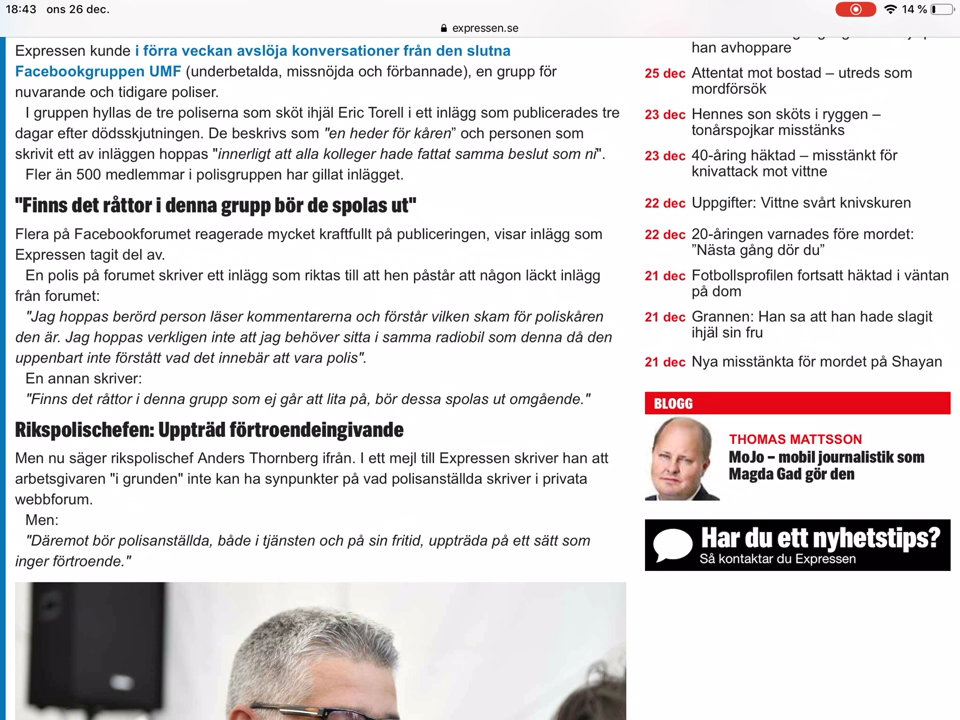 18:43 ons 26 dec.
14 %
expressen.se
Expressen kunde i förra veckan avslöja konversationer från den slutna
Facebookgruppen UMF (underbetalda, missnöjda och förbannade), en grupp för
nuvarande och tidigare poliser.
I gruppen hyllas de tre poliserna som sköt ihjäl Eric Torell i ett inlägg som publicerades tre
dagar efter dödsskjutningen. De beskrivs som "en heder för kåren” och personen som
skrivit ett av inläggen hoppas "innerligt att alla kolleger hade fattat samma beslut som ni".
Fler än 500 medlemmar i polisgruppen har gillat inlägget.
"Finns det råttor i denna grupp bör de spolas ut"
Flera på Facebookforumet reagerade mycket kraftfullt på publiceringen, visar inlägg som
Expressen tagit del av.
En polis på forumet skriver ett inlägg som riktas till att hen påstår att någon läckt inlägg
från forumet:
"Jag hoppas berörd person läser kommentarerna och förstår vilken skam för poliskåren
den är. Jag hoppas verkligen inte att jag behöver sitta i samma radiobil som denna då den
uppenbart inte förstått vad det innebär att vara polis".
En annan skriver:
"Finns det råttor i denna grupp som ej går att lita på, bör dessa spolas ut omgående."
Rikspolischefen: Uppträd förtroendeingivande
Men nu säger rikspolischef Anders Thornberg ifrån. I ett mejl till Expressen skriver han att
arbetsgivaren "i grunden" inte kan ha synpunkter på vad polisanställda skriver i privata
webbforum.
Men:
"Däremot bör polisanställda, både i tjänsten och på sin fritid, uppträda på ett sätt som
inger förtroende."
han avhoppare
25 dec Attentat mot bostad – utreds som
mordförsök
23 dec Hennes son sköts i ryggen –
tonårspojkar misstänks
23 dec 40-åring häktad – misstänkt för
knivattack mot vittne
22 dec Uppgifter: Vittne svårt knivskuren
22 dec 20-åringen varnades före mordet:
”Nästa gång dör du”
21 dec Fotbollsprofilen fortsatt häktad i väntan
på dom
21 dec Grannen: Han sa att han hade slagit
ihjäl sin fru
21 dec Nya misstänkta för mordet på Shayan
BLOGG
THOMAS MATTSSON
MoJo – mobil journalistik som
Magda Gad gör den
Har du ett nyhetstips?
Så kontaktar du Expressen